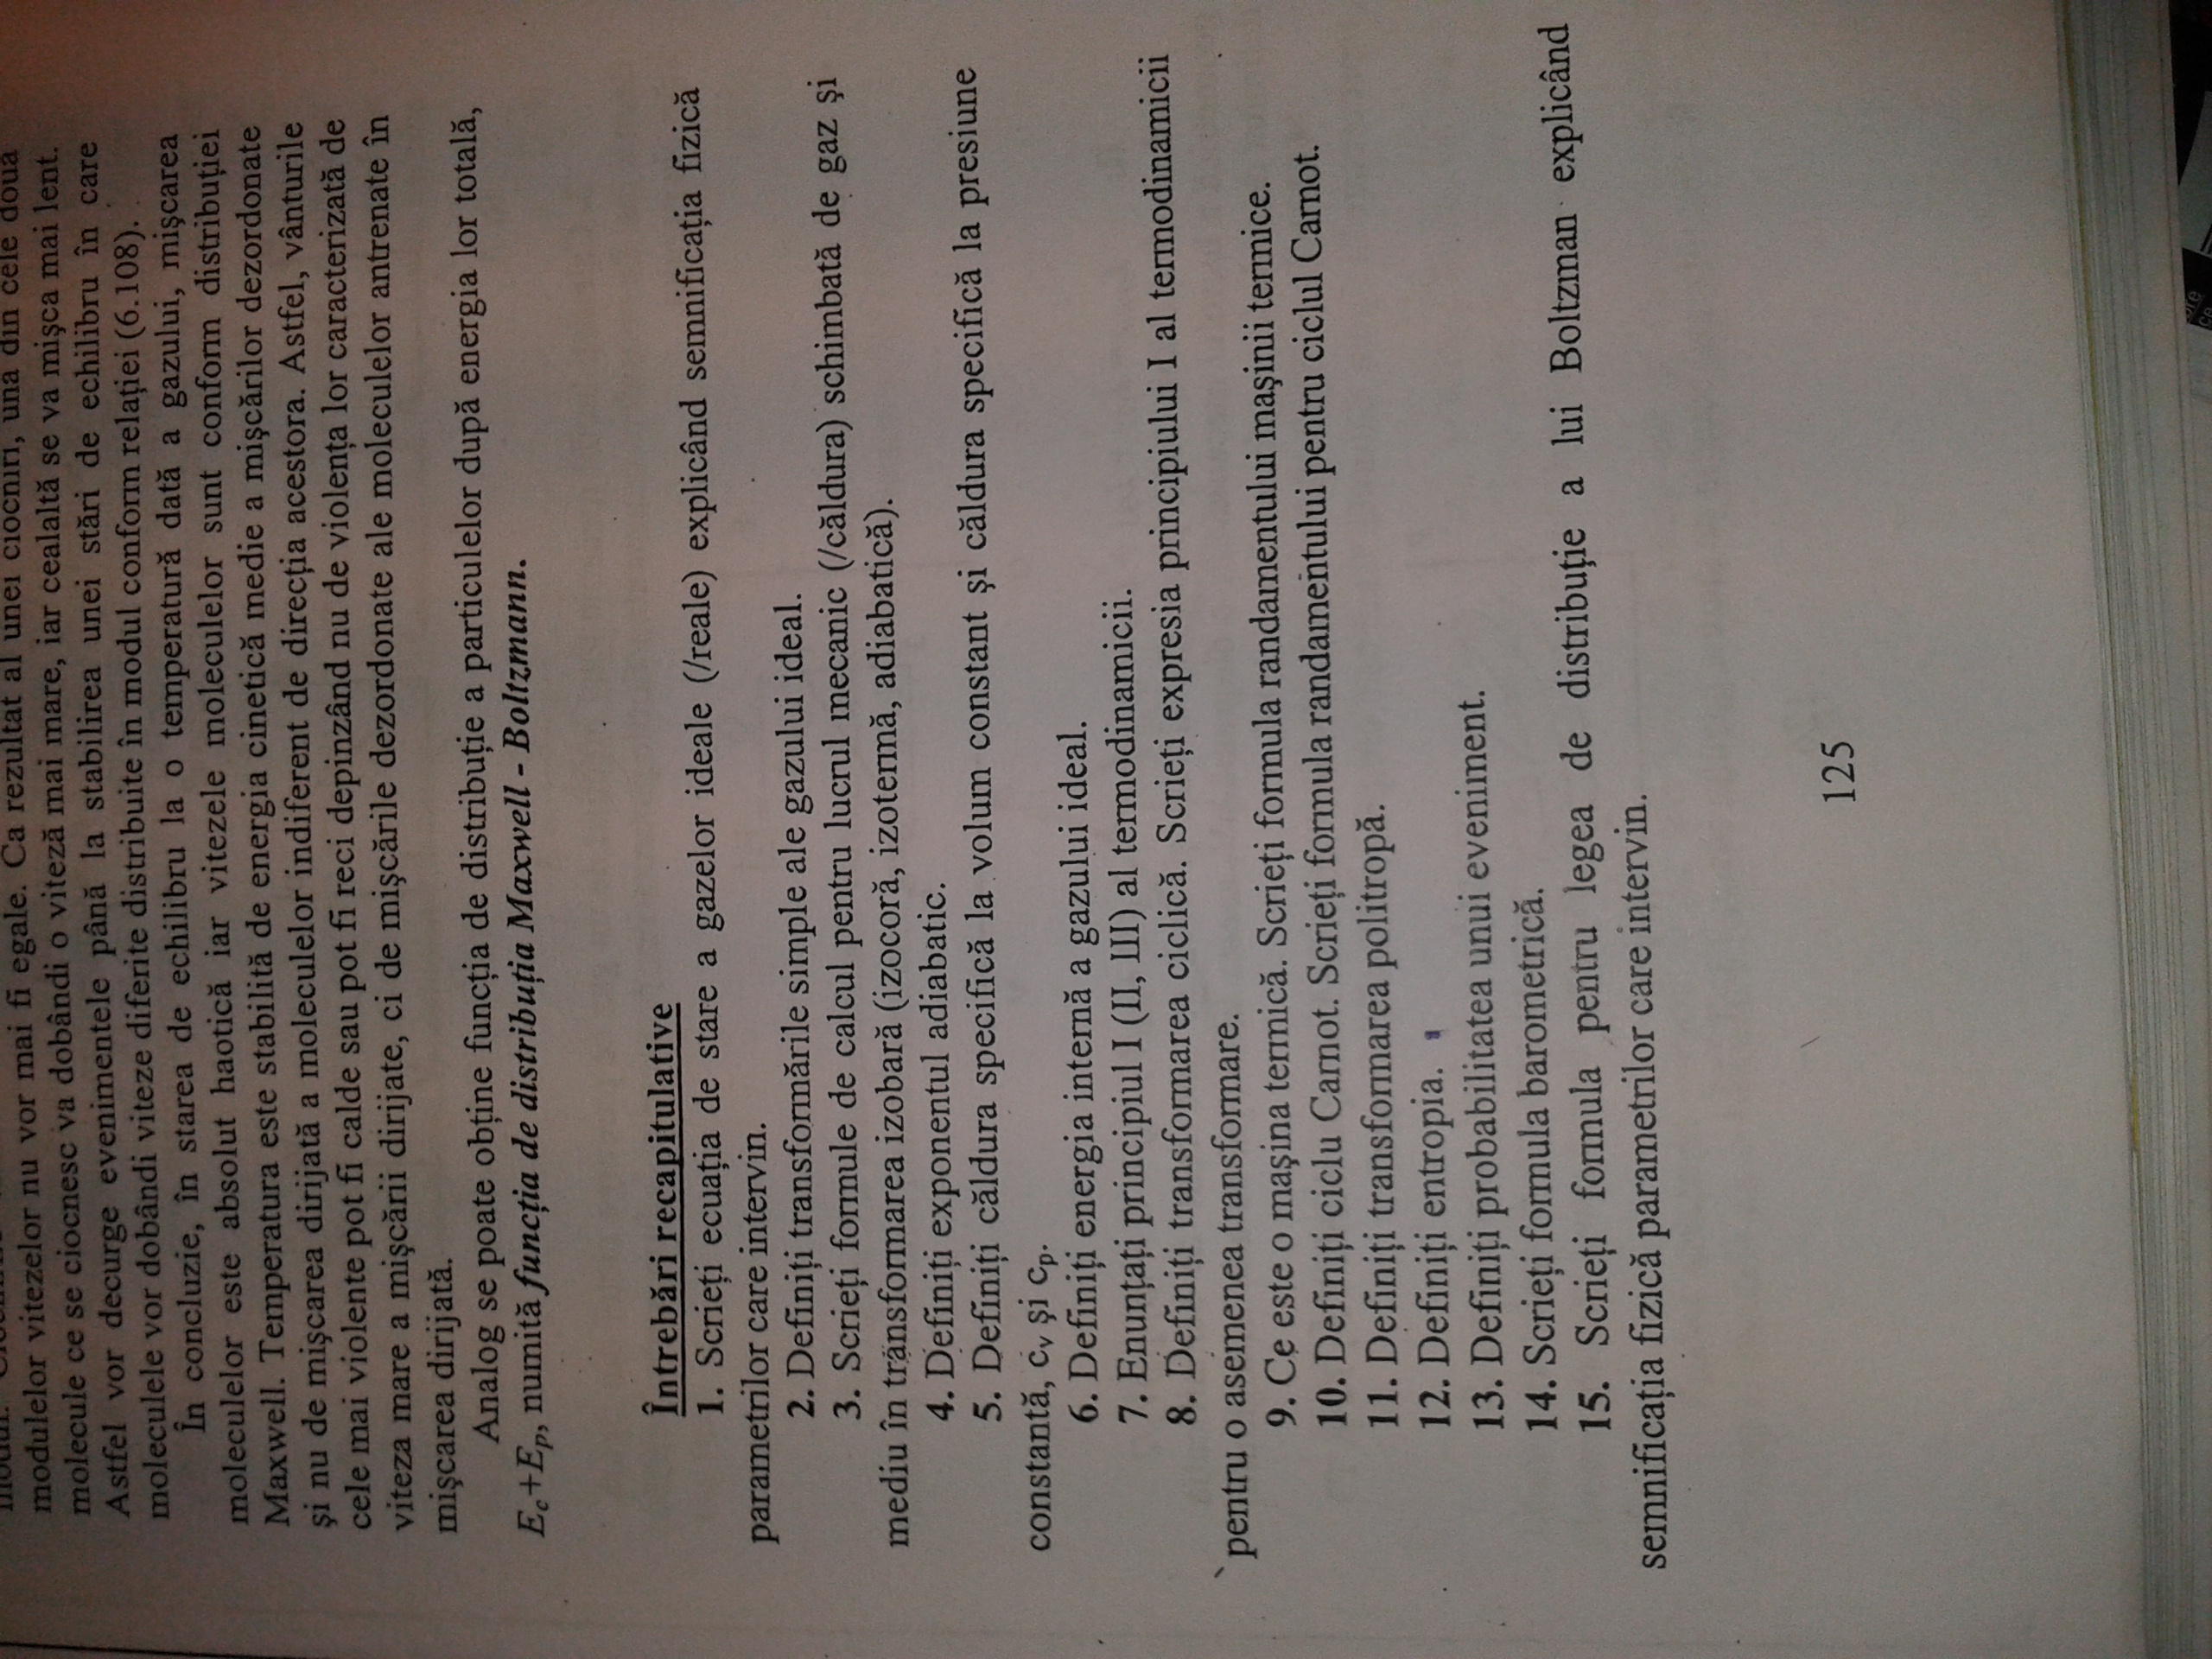 modulelor vitezelor nu vor mai fi egale. Ca rezultat al unei ciocniri, una din cele două
molecule ce se ciocnesc va dobândi o viteză mai mare, iar cealaltă se va mişca mai lent.
Astfel vor decurge evenimentele până la stabilirea unei stări de echilibru în care
moleculele vor dobândi viteze diferite distribuite în modul conform relaţiei (6.108).
În concluzie, în starea de echilibru la o temperatură dată a gazului, mişcarea
moleculelor este absolut haotică iar vitezele moleculelor sunt conform distribuţiei
Maxwell. Temperatura este stabilită de energia cinetică medie a mişcărilor dezordonate
şi nu de mişcarea dirijată a moleculelor indiferent de direcţia acestora. Astfel, vânturile
cele mai violente pot fi calde sau pot fi reci depinzând nu de violenţa lor caracterizată de
viteza mare a mişcării dirijate, ci de mişcările dezordonate ale moleculelor antrenate în
mişcarea dirijată.
Analog se poate obţine funcţia de distribuţie a particulelor după energia lor totală,
Ec+Ep, numită funcţia de distribuţia Maxwell - Boltzmann.
Întrebări recapitulative
1. Scrieţi ecuaţia de stare a gazelor ideale (/reale) explicând semnificaţia fizică
parametrilor care intervin.
2. Definiţi transformările simple ale gazului ideal.
3. Scrieţi formule de calcul pentru lucrul mecanic (/căldura) schimbată de gaz şi
mediu în transformarea izobară (izocoră, izotermă, adiabatică).
4. Definiţi exponentul adiabatic.
5. Definiţi căldura specifică la volum constant şi căldura specifică la presiune
constantă, cv şi cp.
6. Definiţi energia internă a gazului ideal.
7. Enunţaţi principiul I (II, III) al termodinamicii.
8. Definiţi transformarea ciclică. Scrieţi expresia principiului I al termodinamicii
pentru o asemenea transformare.
9. Ce este o maşina termică. Scrieţi formula randamentului maşinii termice.
10. Definiţi ciclu Carnot. Scrieţi formula randamentului pentru ciclul Carnot.
11. Definiţi transformarea politropă.
12. Definiţi entropia.
13. Definiţi probabilitatea unui eveniment.
14. Scrieţi formula barometrică.
15. Scrieţi formula pentru legea de distribuţie a lui Boltzman explicând
semnificaţia fizică parametrilor care intervin.
125